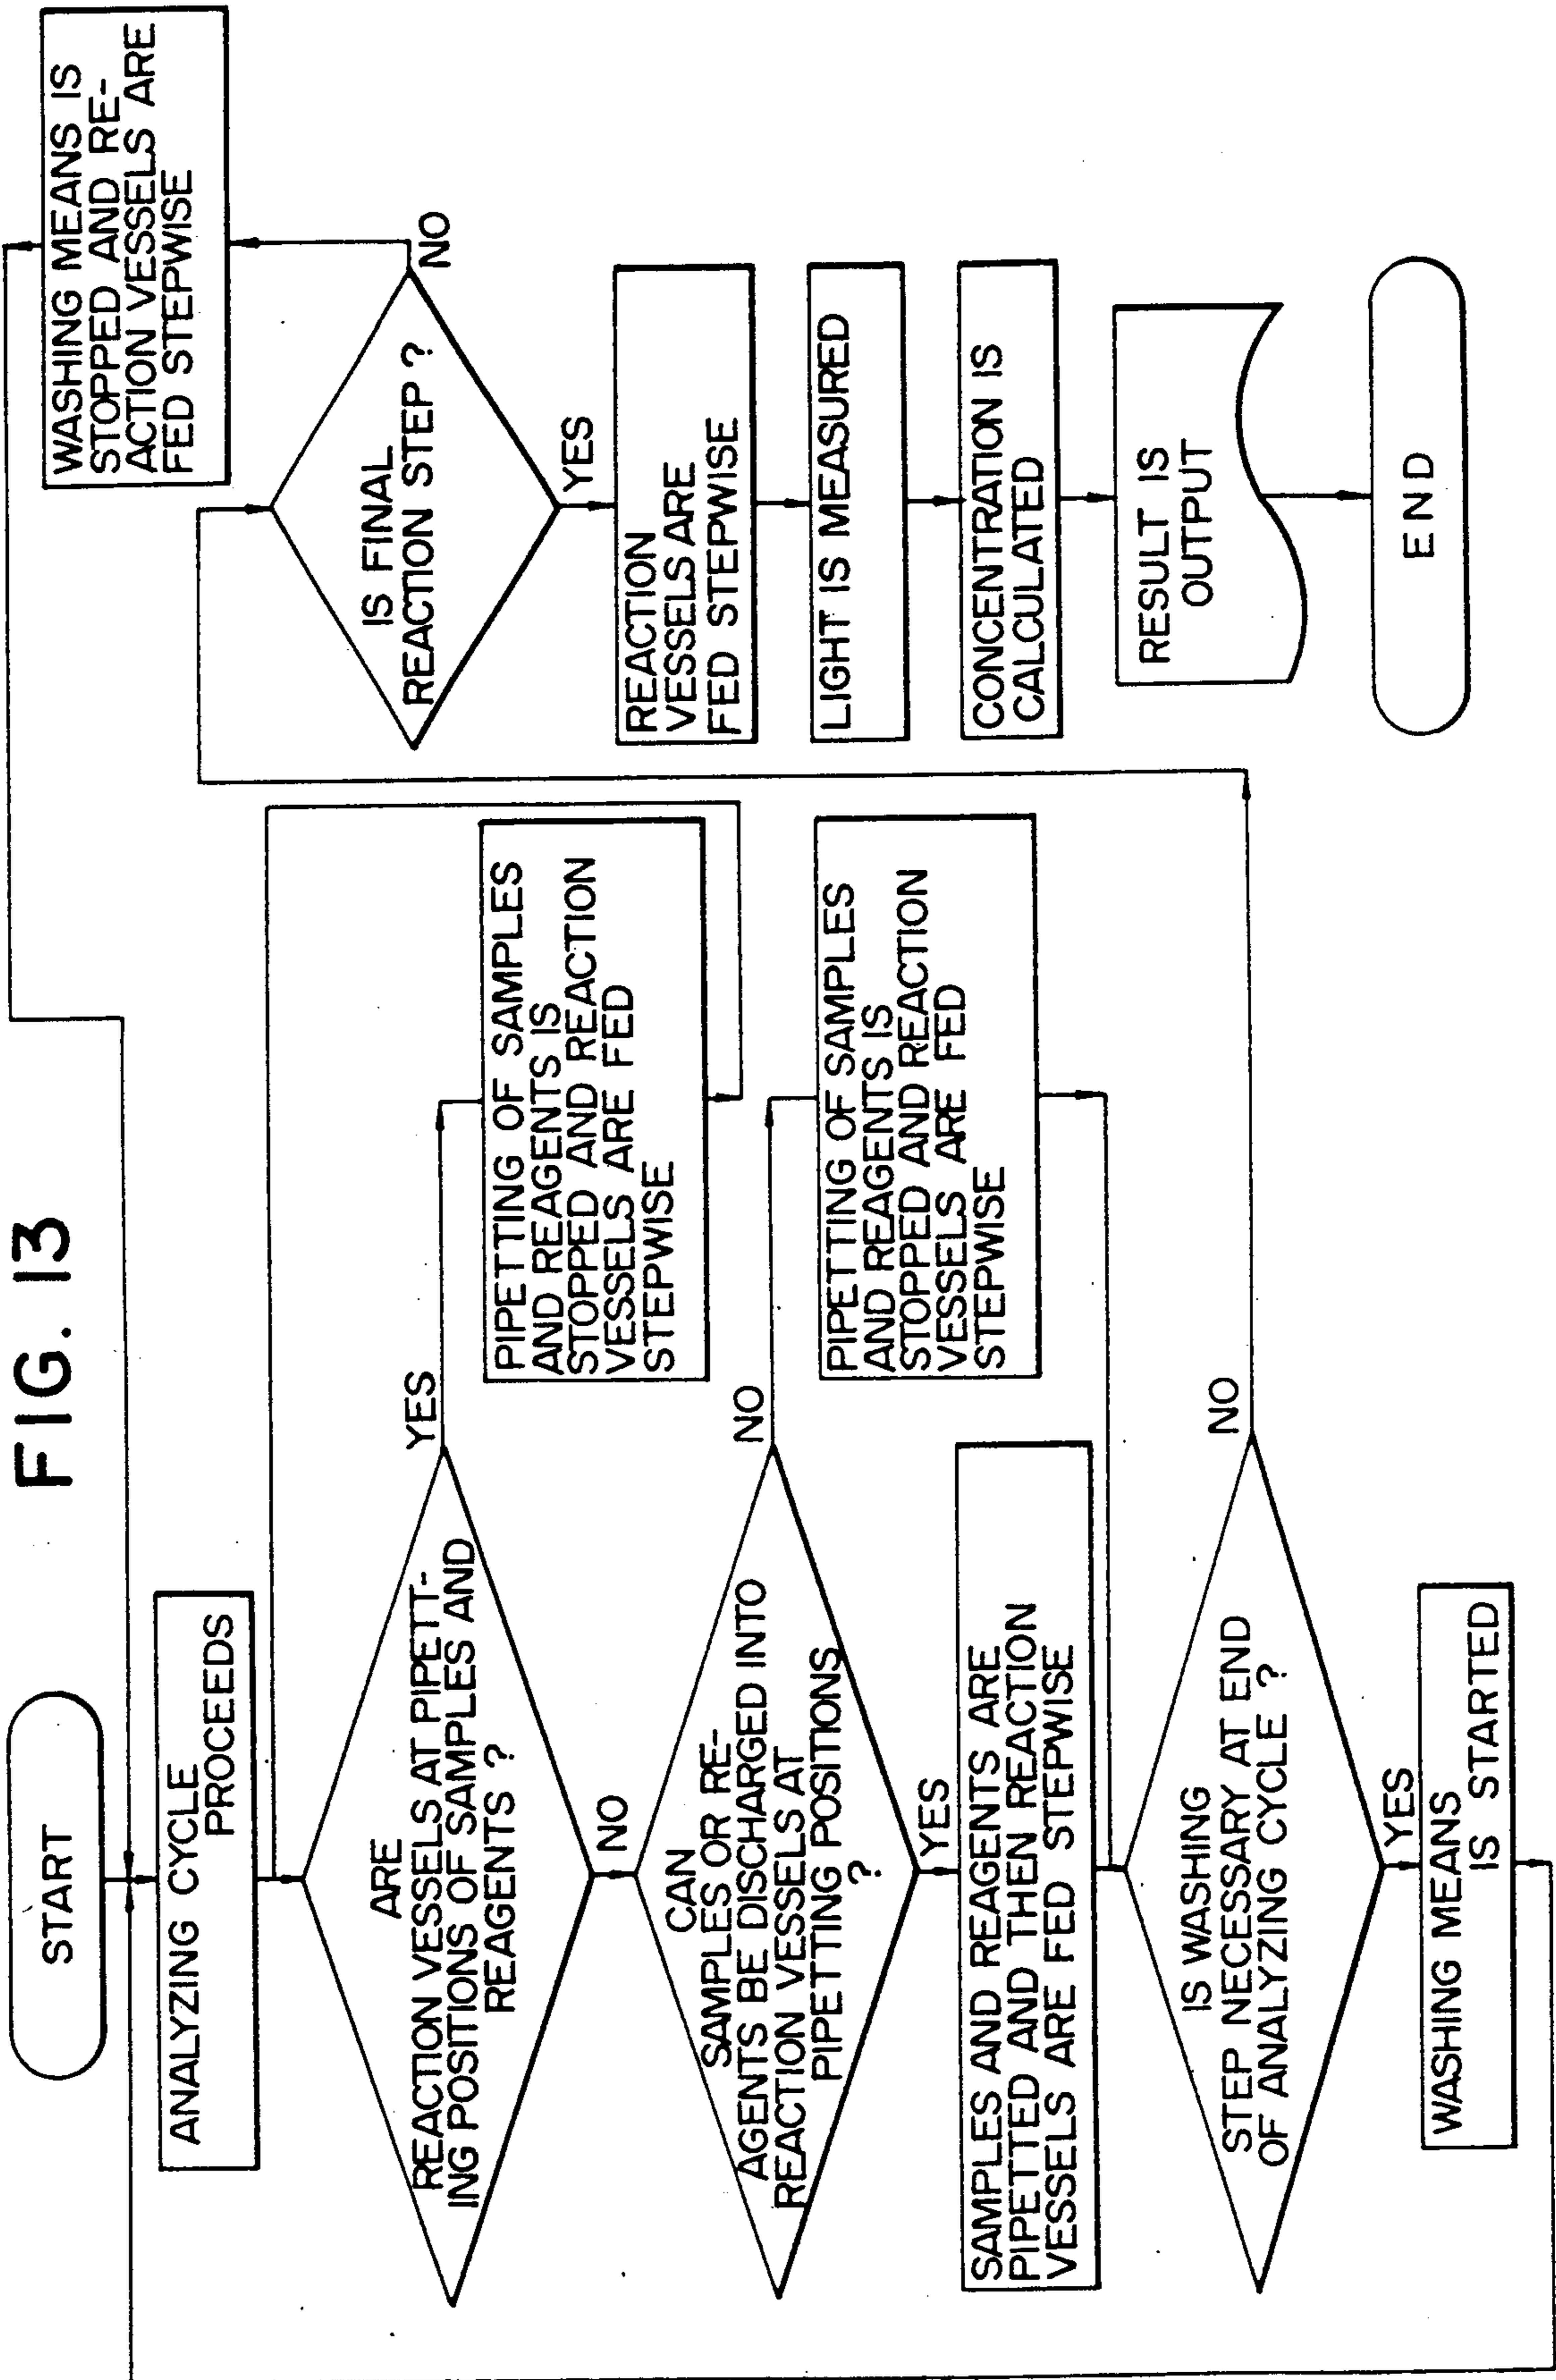 FIG. 13
START
ANALYZING CYCLE
PROCEEDS
ARE
REACTION VESSELS AT PIPETT-
ING POSITIONS OF SAMPLES AND
REAGENTS ?
YES
PIPETTING OF SAMPLES
AND REAGENTS IS
STOPPED AND REACTION
VESSELS ARE FED
STEPWISE
NO
CAN
SAMPLES OR RE-
AGENTS BE DISCHARGED INTO
REACTION VESSELS AT
PIPETTING POSITIONS
?
NO
PIPETTING OF SAMPLES
AND REAGENTS IS
STOPPED AND REACTION
VESSELS ARE FED
STEPWISE
YES
SAMPLES AND REAGENTS ARE
PIPETTED AND THEN REACTION
VESSELS ARE FED STEPWISE
IS WASHING
STEP NECESSARY AT END
OF ANALYZING CYCLE ?
NO
YES
WASHING MEANS
IS STARTED
WASHING MEANS IS
STOPPED AND RE-
ACTION VESSELS ARE
FED STEPWISE
IS FINAL
REACTION STEP ?
NO
YES
REACTION
VESSELS ARE
FED STEPWISE
LIGHT IS MEASURED
CONCENTRATION IS
CALCULATED
RESULT IS
OUTPUT
END